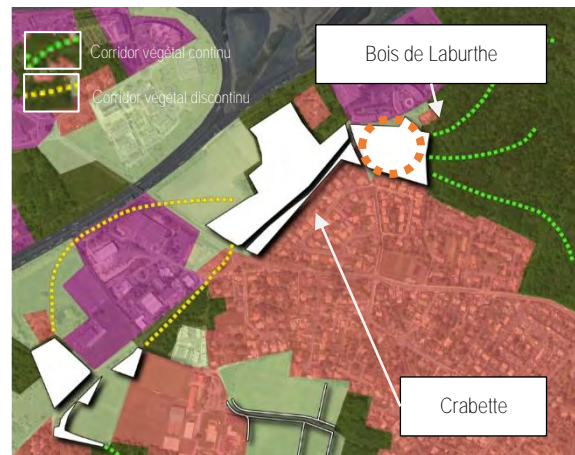 Corridor végétal continu
Corridor végétal discontinu
Bois de Laburthe
Crabette